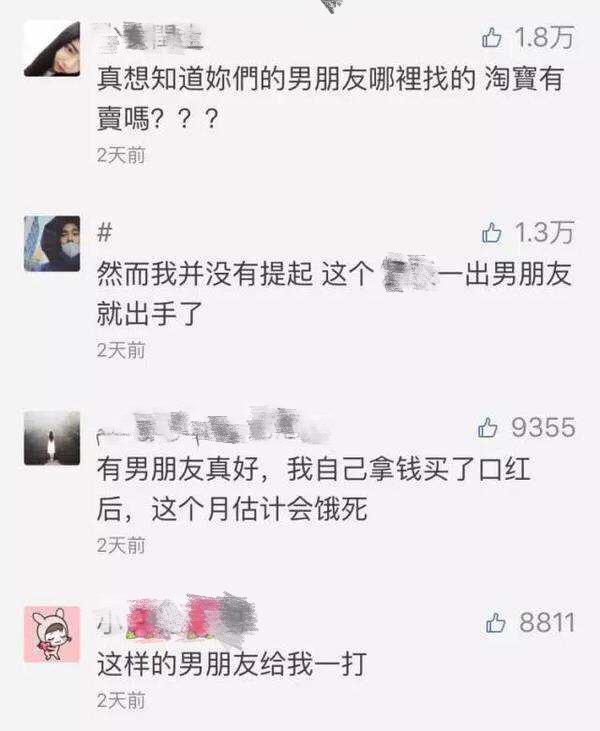 1.8万
真想知道妳們的男朋友哪裡找的 淘寶有
賣嗎？？？
2天前
# 1.3万
然而我并没有提起 这个 一出男朋友
就出手了
2天前
9355
有男朋友真好，我自己拿钱买了口红
后，这个月估计会饿死
2天前
小 8811
这样的男朋友给我一打
2天前